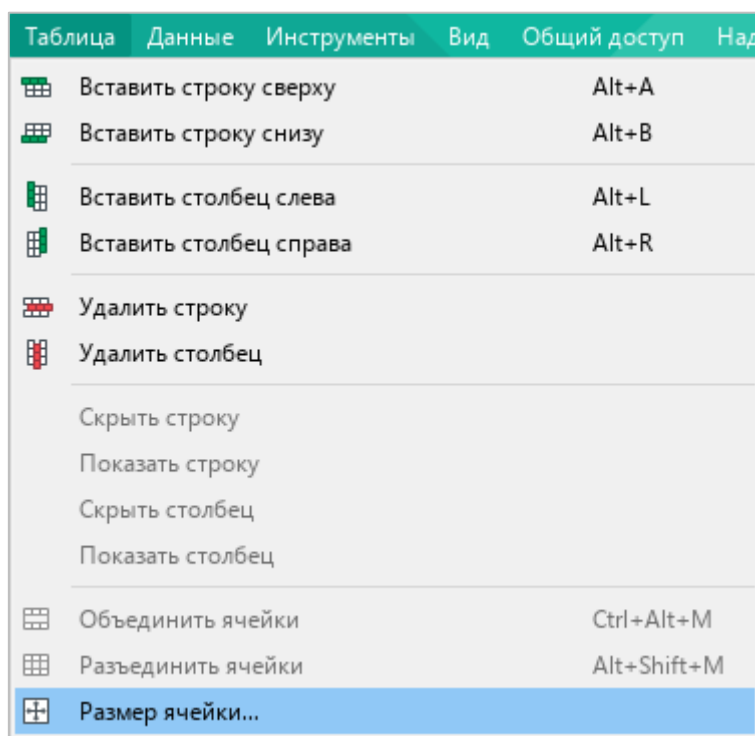 Таблица Данные Инструменты Вид Общий доступ
Вставить строку сверху Alt+A
Вставить строку снизу Alt+B
Вставить столбец слева Alt+L
Вставить столбец справа Alt+R
Удалить строку
Удалить столбец
Скрыть строку
Показать строку
Скрыть столбец
Показать столбец
Объединить ячейки Ctrl+Alt+M
Разъединить ячейки Alt+Shift+M
Размер ячейки...